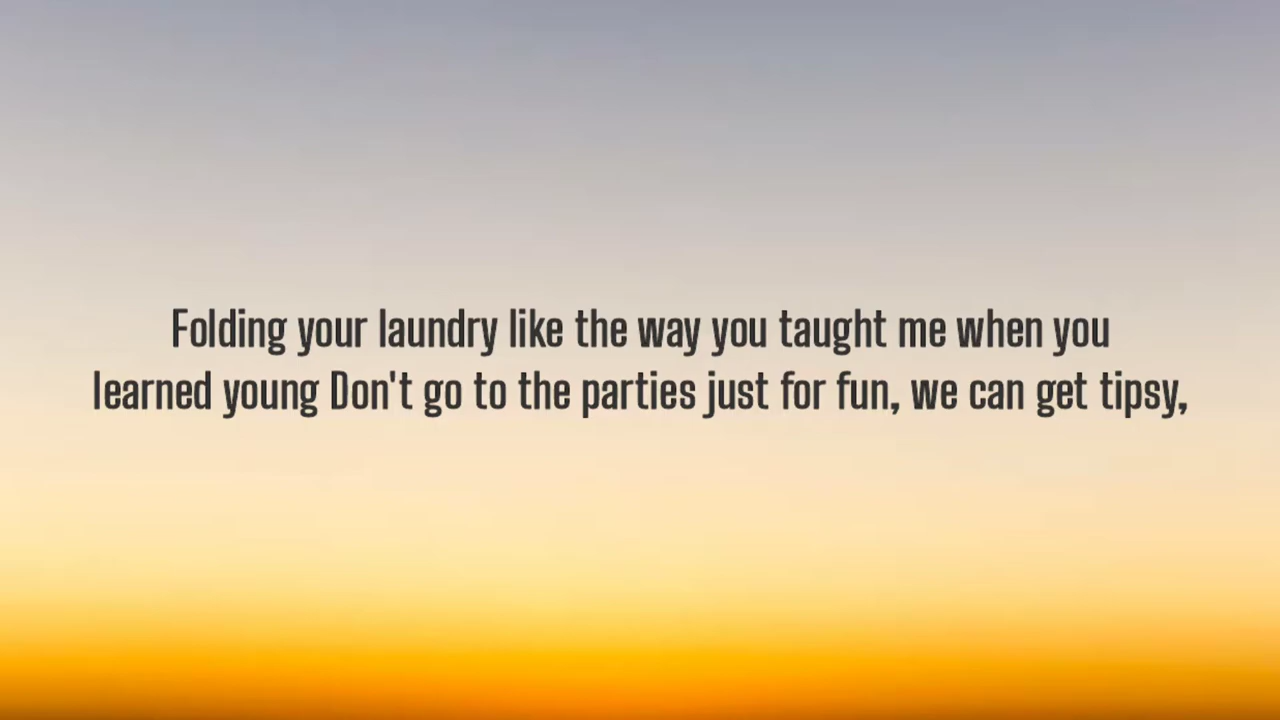 Folding your laundry like the way you taught me when you
learned young Don't go to the parties just for fun, we can get tipsy,